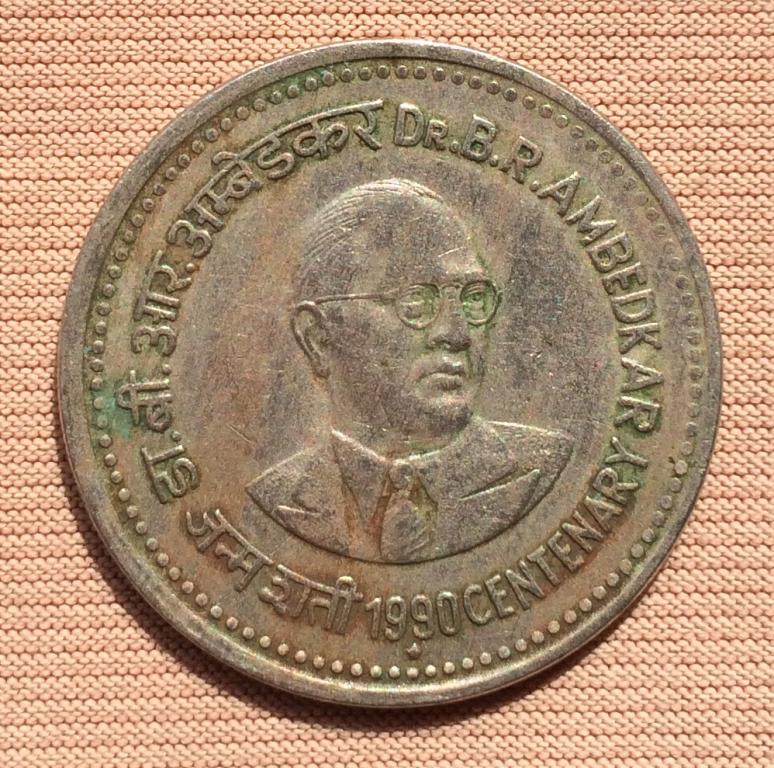 डा. बी. आर. अम्बेडकर
DR. B. R. AMBEDKAR
जन्म शती 1990 CENTENARY